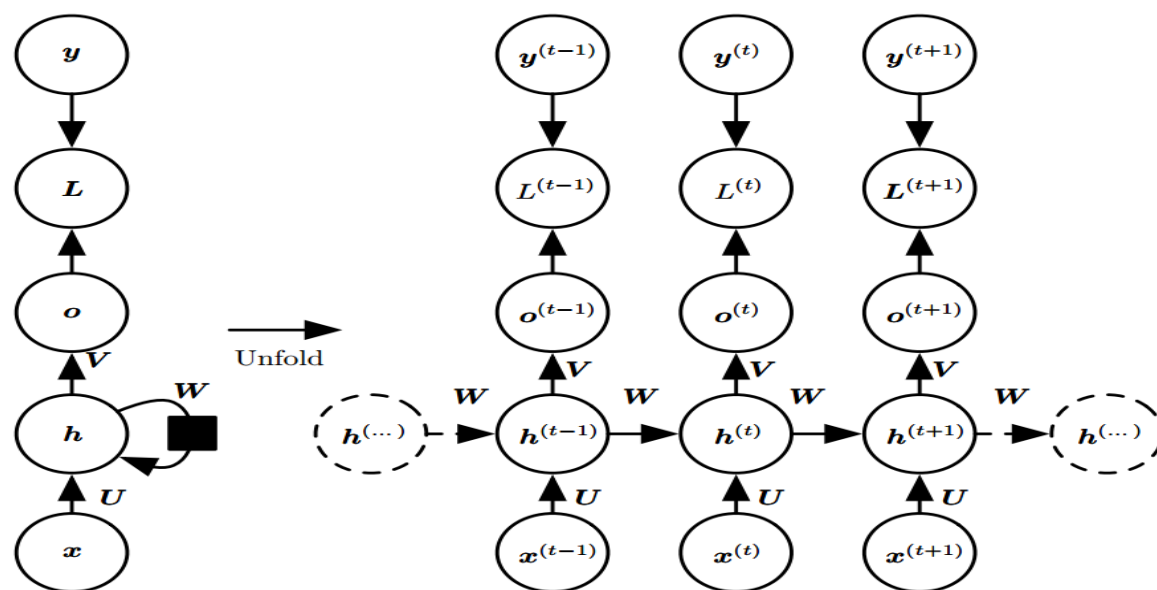 y y^(t−1) y^(t) y^(t+1)
L L^(t−1) L^(t) L^(t+1)
o o^(t−1) o^(t) o^(t+1)
Unfold
V V V V
W W W W W
h h^(...) h^(t−1) h^(t) h^(t+1) h^(...)
U U U U
x x^(t−1) x^(t) x^(t+1)